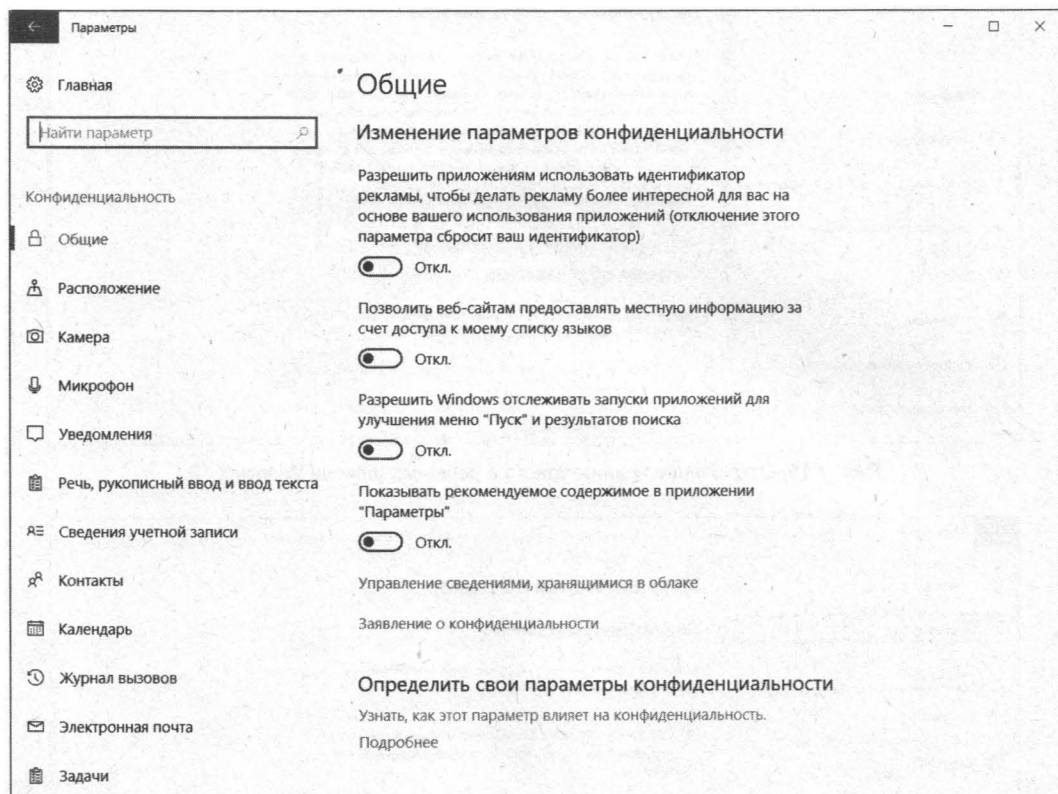 Параметры
Главная
Найти параметр
Конфиденциальность
Общие
Расположение
Камера
Микрофон
Уведомления
Речь, рукописный ввод и ввод текста
Сведения учетной записи
Контакты
Календарь
Журнал вызовов
Электронная почта
Задачи
Общие
Изменение параметров конфиденциальности
Разрешить приложениям использовать идентификатор
рекламы, чтобы делать рекламу более интересной для вас на
основе вашего использования приложений (отключение этого
параметра сбросит ваш идентификатор)
Откл.
Позволить веб-сайтам предоставлять местную информацию за
счет доступа к моему списку языков
Откл.
Разрешить Windows отслеживать запуски приложений для
улучшения меню "Пуск" и результатов поиска
Откл.
Показывать рекомендуемое содержимое в приложении
"Параметры"
Откл.
Управление сведениями, хранящимися в облаке
Заявление о конфиденциальности
Определить свои параметры конфиденциальности
Узнать, как этот параметр влияет на конфиденциальность.
Подробнее